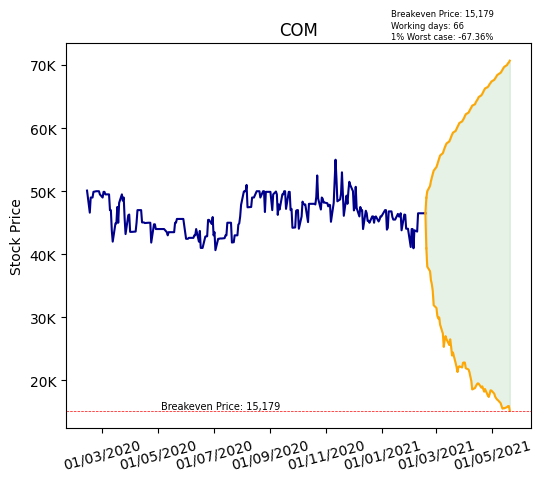 Breakeven Price: 15,179
Working days: 66
1% Worst case: -67.36%
COM
Stock Price
70K
60K
50K
40K
30K
20K
Breakeven Price: 15,179
01/03/2020
01/05/2020
01/07/2020
01/09/2020
01/11/2020
01/01/2021
01/03/2021
01/05/2021